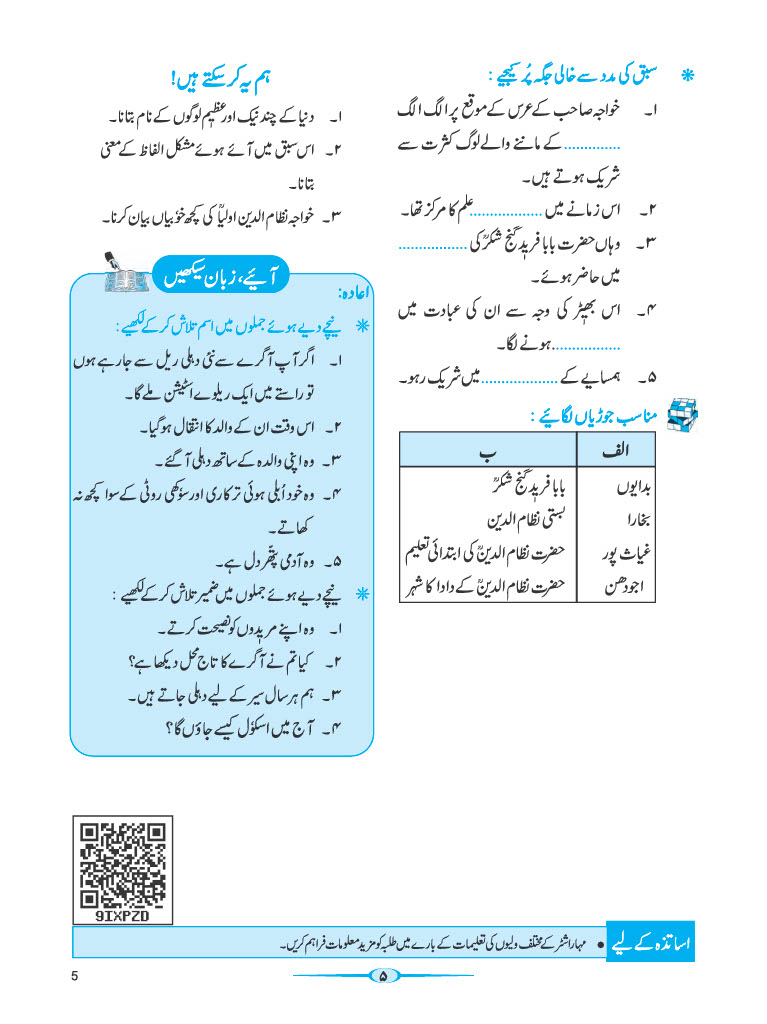 سبق کی مدد سے خالی جگہ پُر کیجیے :
۱۔ خواجہ صاحب کے عرس کے موقع پر الگ الگ
.............. کے ماننے والے لوگ کثرت سے
شریک ہوتے ہیں۔
۲۔ اس زمانے میں .................. علم کا مرکز تھا۔
۳۔ وہاں حضرت بابا فریدؒ گنج شکرؒ کی .................
میں حاضر ہوئے۔
۴۔ اس بھیڑ کی وجہ سے ان کی عبادت میں
................. ہونے لگا۔
۵۔ ہمسایے کے ................... میں شریک رہو۔
مناسب جوڑیاں لگائیے :
الف ب
بدایوں بابا فرید گنج شکرؒ
بخارا بستی نظام الدین
غیاث پور حضرت نظام الدینؒ کی ابتدائی تعلیم
اجودھن حضرت نظام الدینؒ کے دادا کا شہر
ہم یہ کر سکتے ہیں!
۱۔ دنیا کے چند نیک اور عظیم لوگوں کے نام بتانا۔
۲۔ اس سبق میں آئے ہوئے مشکل الفاظ کے معنی
بتانا۔
۳۔ خواجہ نظام الدین اولیاؒ کی کچھ خوبیاں بیان کرنا۔
آئیے، زبان سیکھیں
اعادہ:
نیچے دیے ہوئے جملوں میں اسم تلاش کر کے لکھیے :
۱۔ اگر آپ آگرے سے نئی دہلی ریل سے جا رہے ہوں
تو راستے میں ایک ریلوے اسٹیشن ملے گا۔
۲۔ اس وقت ان کے والد کا انتقال ہو گیا۔
۳۔ وہ اپنی والدہ کے ساتھ دہلی آ گئے۔
۴۔ وہ خود اُبلی ہوئی ترکاری اور سوکھی روٹی کے سوا کچھ نہ
کھاتے۔
۵۔ وہ آدمی پتھّر دل ہے۔
نیچے دیے ہوئے جملوں میں ضمیر تلاش کر کے لکھیے :
۱۔ وہ اپنے مریدوں کو نصیحت کرتے۔
۲۔ کیا تم نے آگرے کا تاج محل دیکھا ہے؟
۳۔ ہم ہر سال سیر کے لیے دہلی جاتے ہیں۔
۴۔ آج میں اسکوٗل کیسے جاؤں گا؟
9IXPZD
اساتذہ کے لیے ● مہاراشٹر کے مختلف ولیوں کی تعلیمات کے بارے میں طلبہ کو مزید معلومات فراہم کریں۔
۵
5